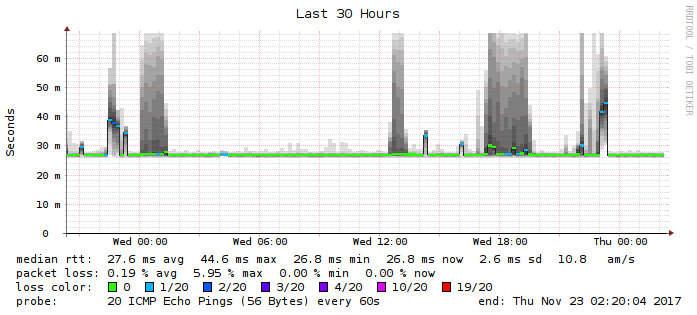 Last 30 Hours
RRDTOOL / TOBI OETIKER
Seconds
60 m
50 m
40 m
30 m
20 m
10 m
0
Wed 00:00 Wed 06:00 Wed 12:00 Wed 18:00 Thu 00:00
median rtt: 27.6 ms avg 44.6 ms max 26.8 ms min 26.8 ms now 2.6 ms sd 10.8 am/s
packet loss: 0.19 % avg 5.95 % max 0.00 % min 0.00 % now
loss color: 0 1/20 2/20 3/20 4/20 10/20 19/20
probe: 20 ICMP Echo Pings (56 Bytes) every 60s end: Thu Nov 23 02:20:04 2017